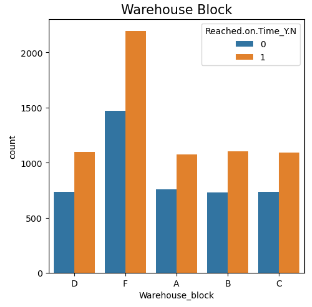 Warehouse Block
Reached.on.Time_Y.N
0
1
2000
1500
1000
500
0
count
D F A B C
Warehouse_block